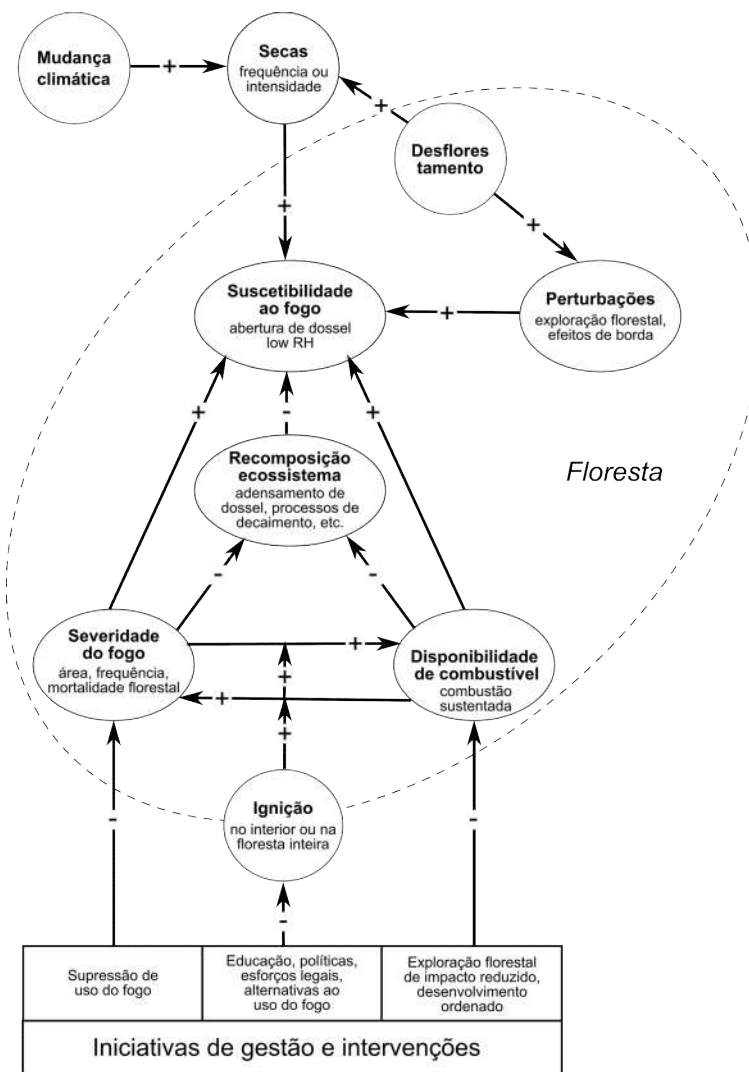 Mudança
climática
+
Secas
frequência ou
intensidade
+
Desflores
tamento
+
+
Suscetibilidade
ao fogo
abertura de dossel
low RH
+
Perturbações
exploração florestal,
efeitos de borda
+
-
+
Recomposição
ecossistema
adensamento de
dossel, processos de
decaimento, etc.
Floresta
-
-
Severidade
do fogo
área, frequência,
mortalidade florestal
+
+
+
+
Disponibilidade
de combustível
combustão
sustentada
Ignição
no interior ou na
floresta inteira
-
-
-
Supressão de
uso do fogo
Educação, políticas,
esforços legais,
alternativas ao
uso do fogo
Exploração florestal
de impacto reduzido,
desenvolvimento
ordenado
Iniciativas de gestão e intervenções